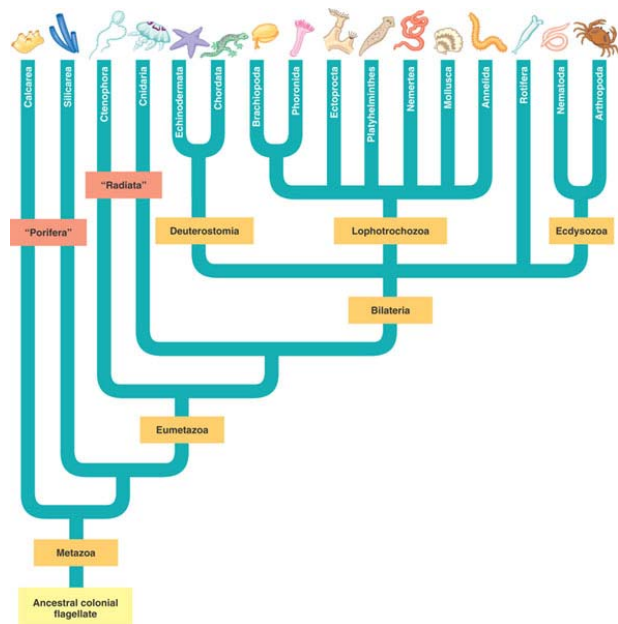 Calcarea
Silicarea
Ctenophora
Cnidaria
Echinodermata
Chordata
Brachiopoda
Phoronida
Ectoprocta
Platyhelminthes
Nemertea
Mollusca
Annelida
Rotifera
Nematoda
Arthropoda
"Radiata"
"Porifera"
Deuterostomia
Lophotrochozoa
Ecdysozoa
Bilateria
Eumetazoa
Metazoa
Ancestral colonial
flagellate